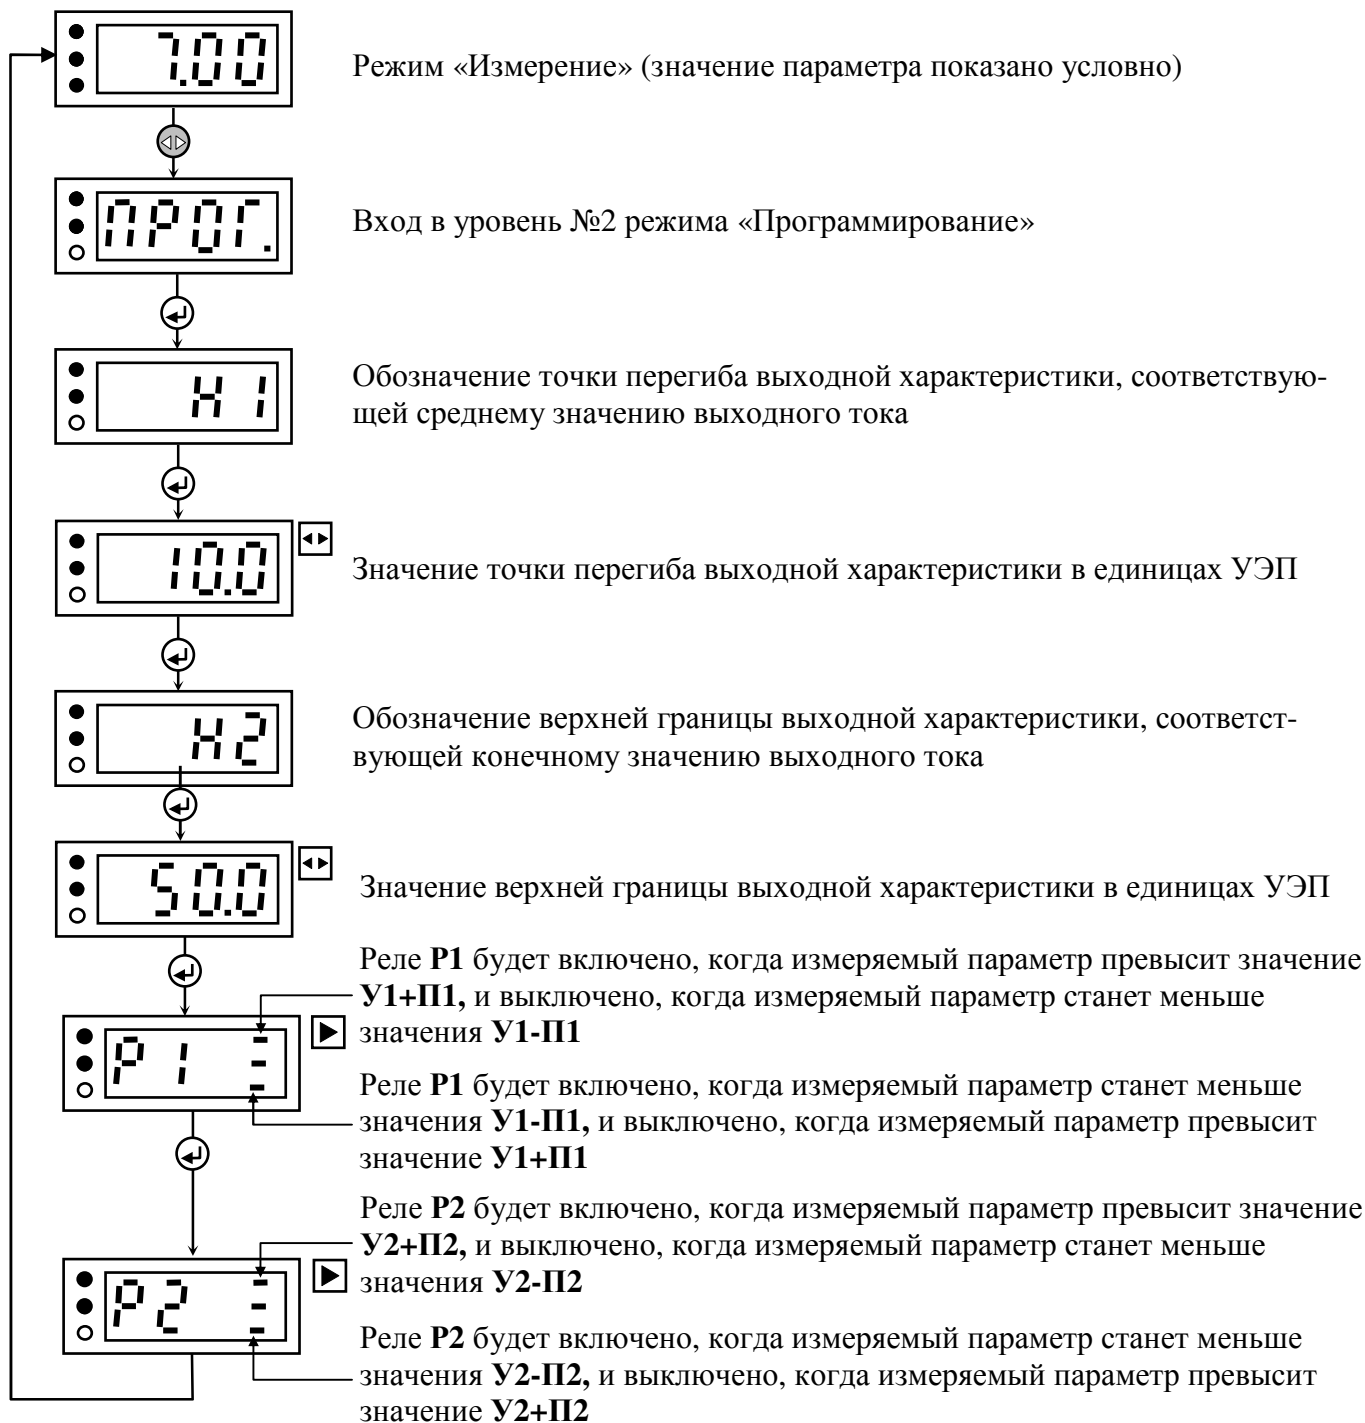 7.00
Режим «Измерение» (значение параметра показано условно)
ПРОГ.
Вход в уровень №2 режима «Программирование»
Н 1
Обозначение точки перегиба выходной характеристики, соответствую-
щей среднему значению выходного тока
10.0
Значение точки перегиба выходной характеристики в единицах УЭП
Н2
Обозначение верхней границы выходной характеристики, соответст-
вующей конечному значению выходного тока
50.0
Значение верхней границы выходной характеристики в единицах УЭП
Реле Р1 будет включено, когда измеряемый параметр превысит значение
У1+П1, и выключено, когда измеряемый параметр станет меньше
значения У1-П1
Р 1
Реле Р1 будет включено, когда измеряемый параметр станет меньше
значения У1-П1, и выключено, когда измеряемый параметр превысит
значение У1+П1
Реле Р2 будет включено, когда измеряемый параметр превысит значение
У2+П2, и выключено, когда измеряемый параметр станет меньше
значения У2-П2
Р2
Реле Р2 будет включено, когда измеряемый параметр станет меньше
значения У2-П2, и выключено, когда измеряемый параметр превысит
значение У2+П2